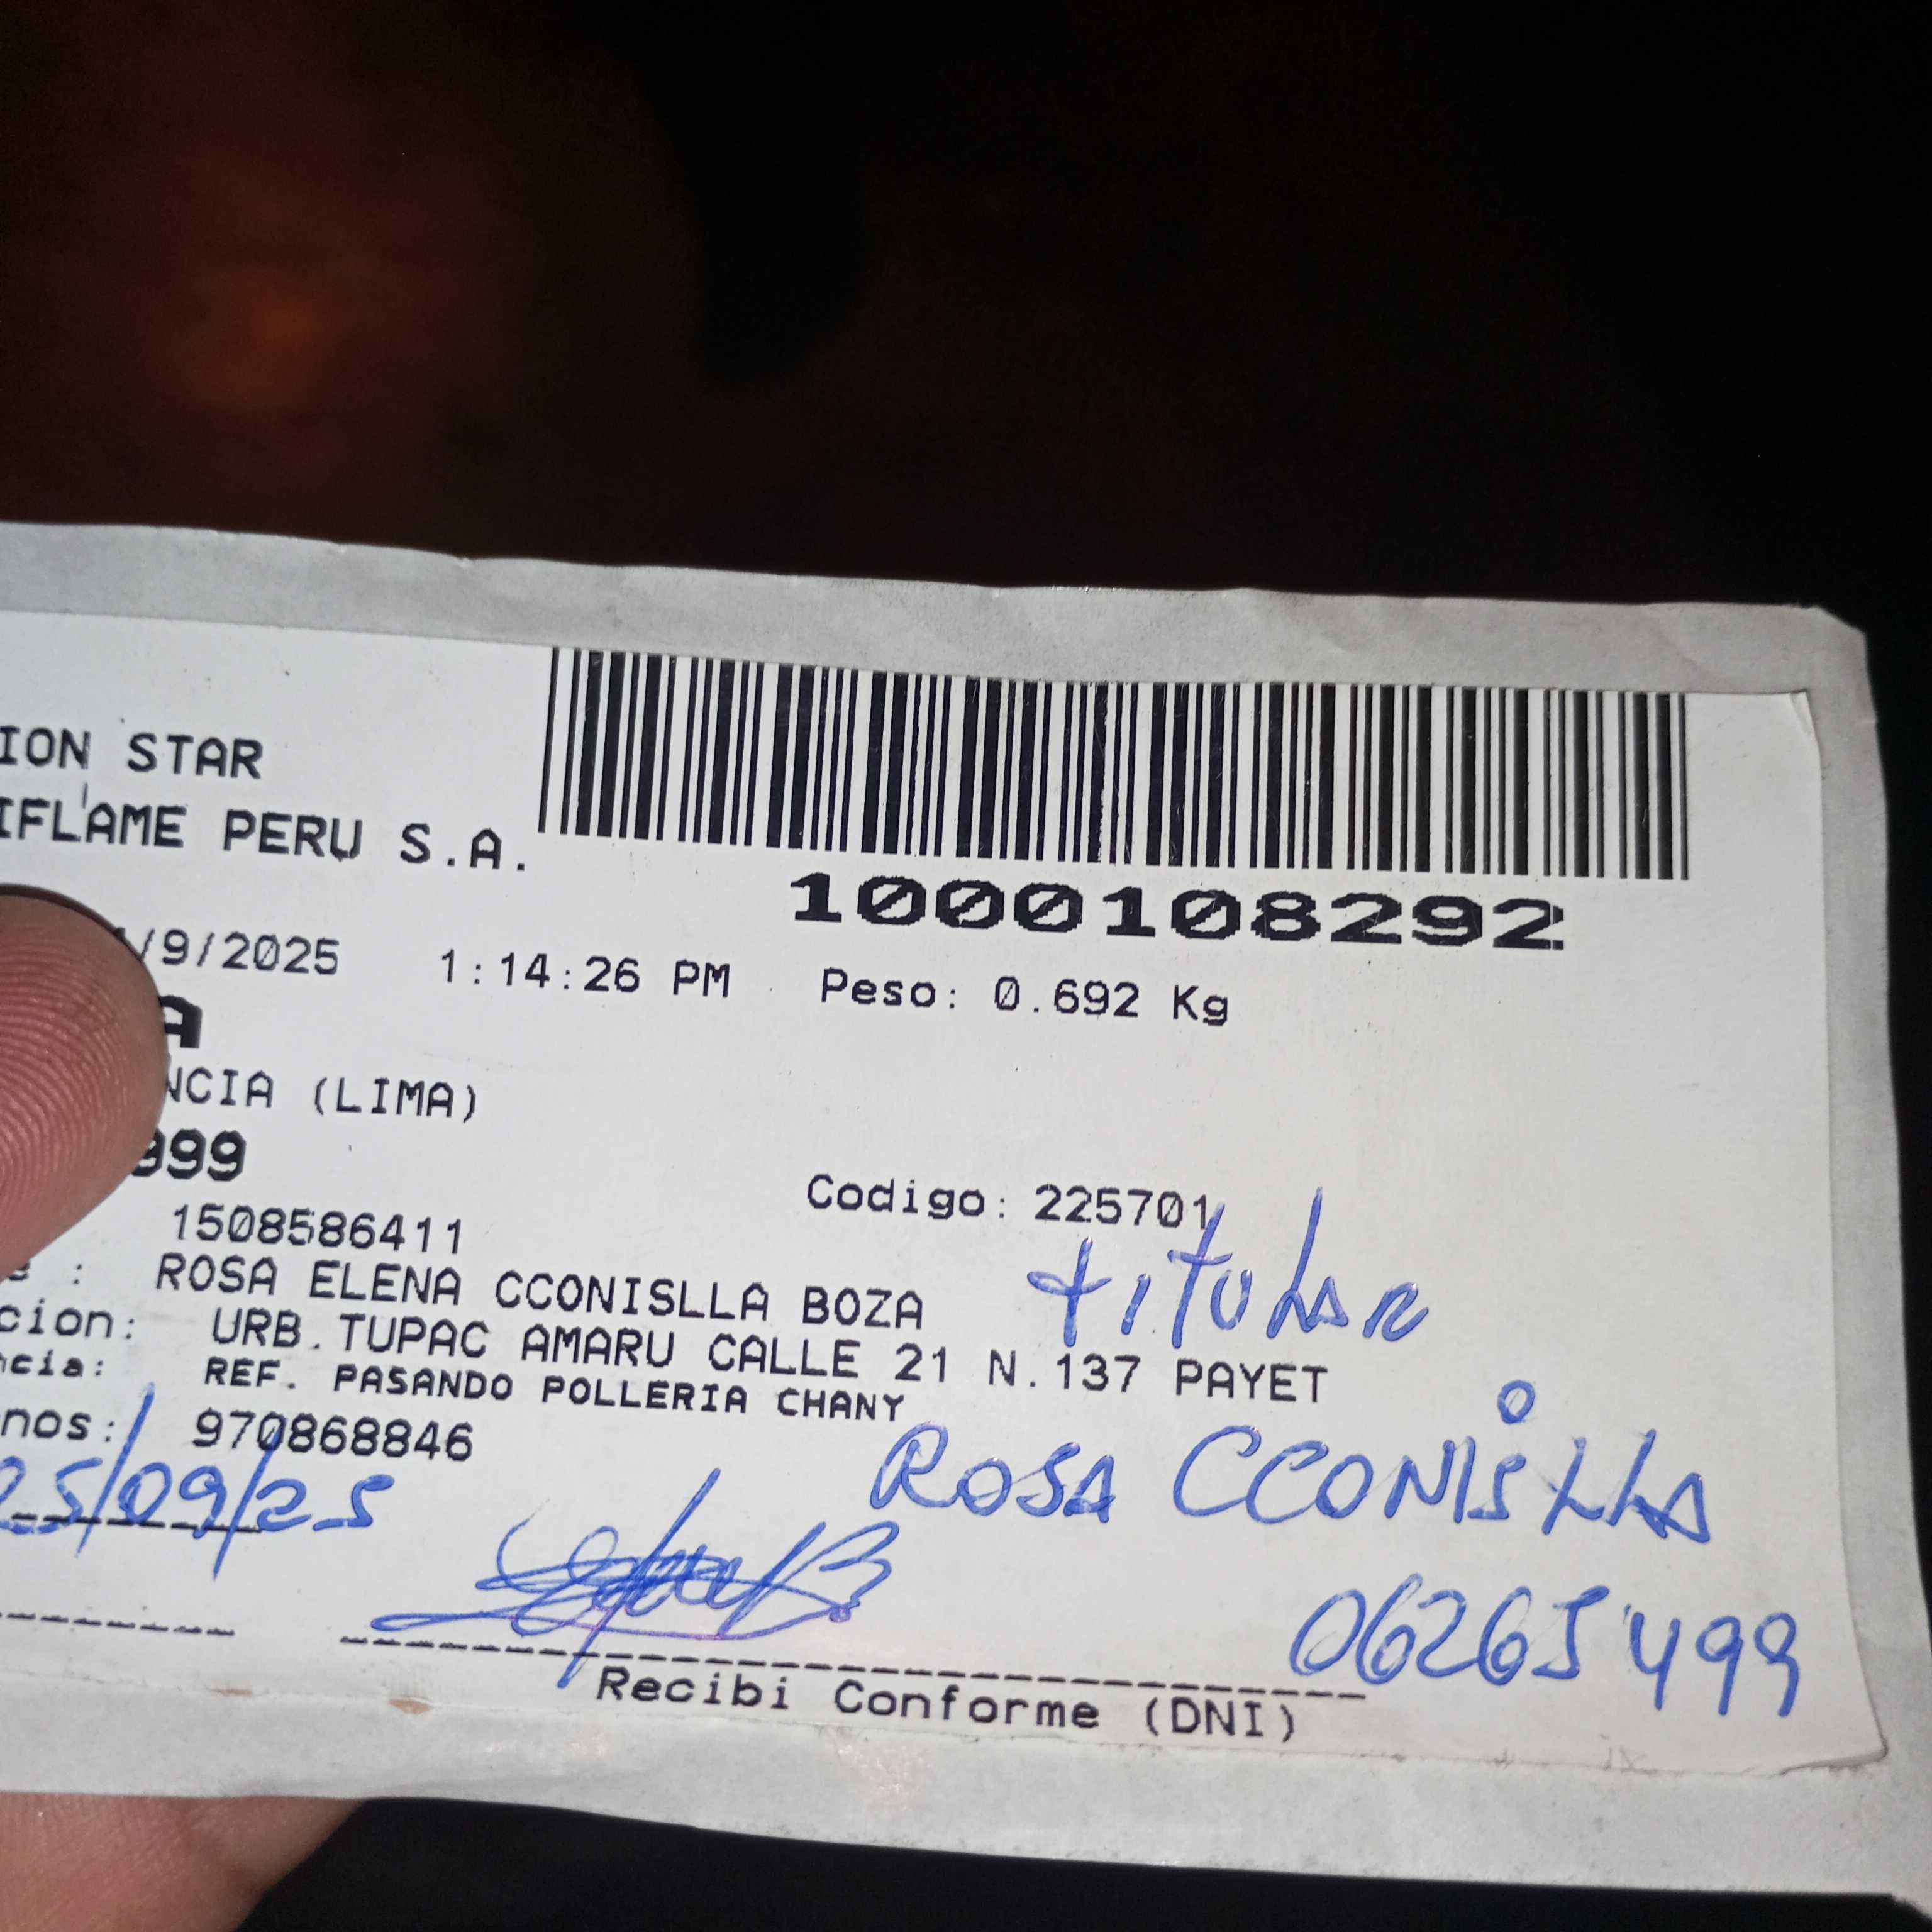 ION STAR
IFLAME PERU S.A.
1000108292
/9/2025 1:14:26 PM Peso: 0.692 Kg
A
NCIA (LIMA)
999
1508586411 Codigo: 225701
: ROSA ELENA CCONISLLA BOZA titular
cion: URB.TUPAC AMARU CALLE 21 N.137 PAYET
ncia: REF. PASANDO POLLERIA CHANY
nos: 970868846
ROSA CCONISLLA
25/09/25
06265499
Recibi Conforme (DNI)